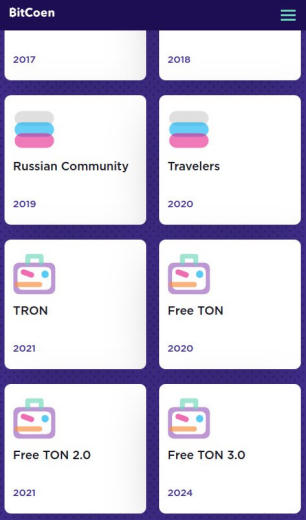 BitCoen
2017
2018
Russian Community
Travelers
2019
2020
TRON
Free TON
2021
2020
Free TON 2.0
Free TON 3.0
2021
2024